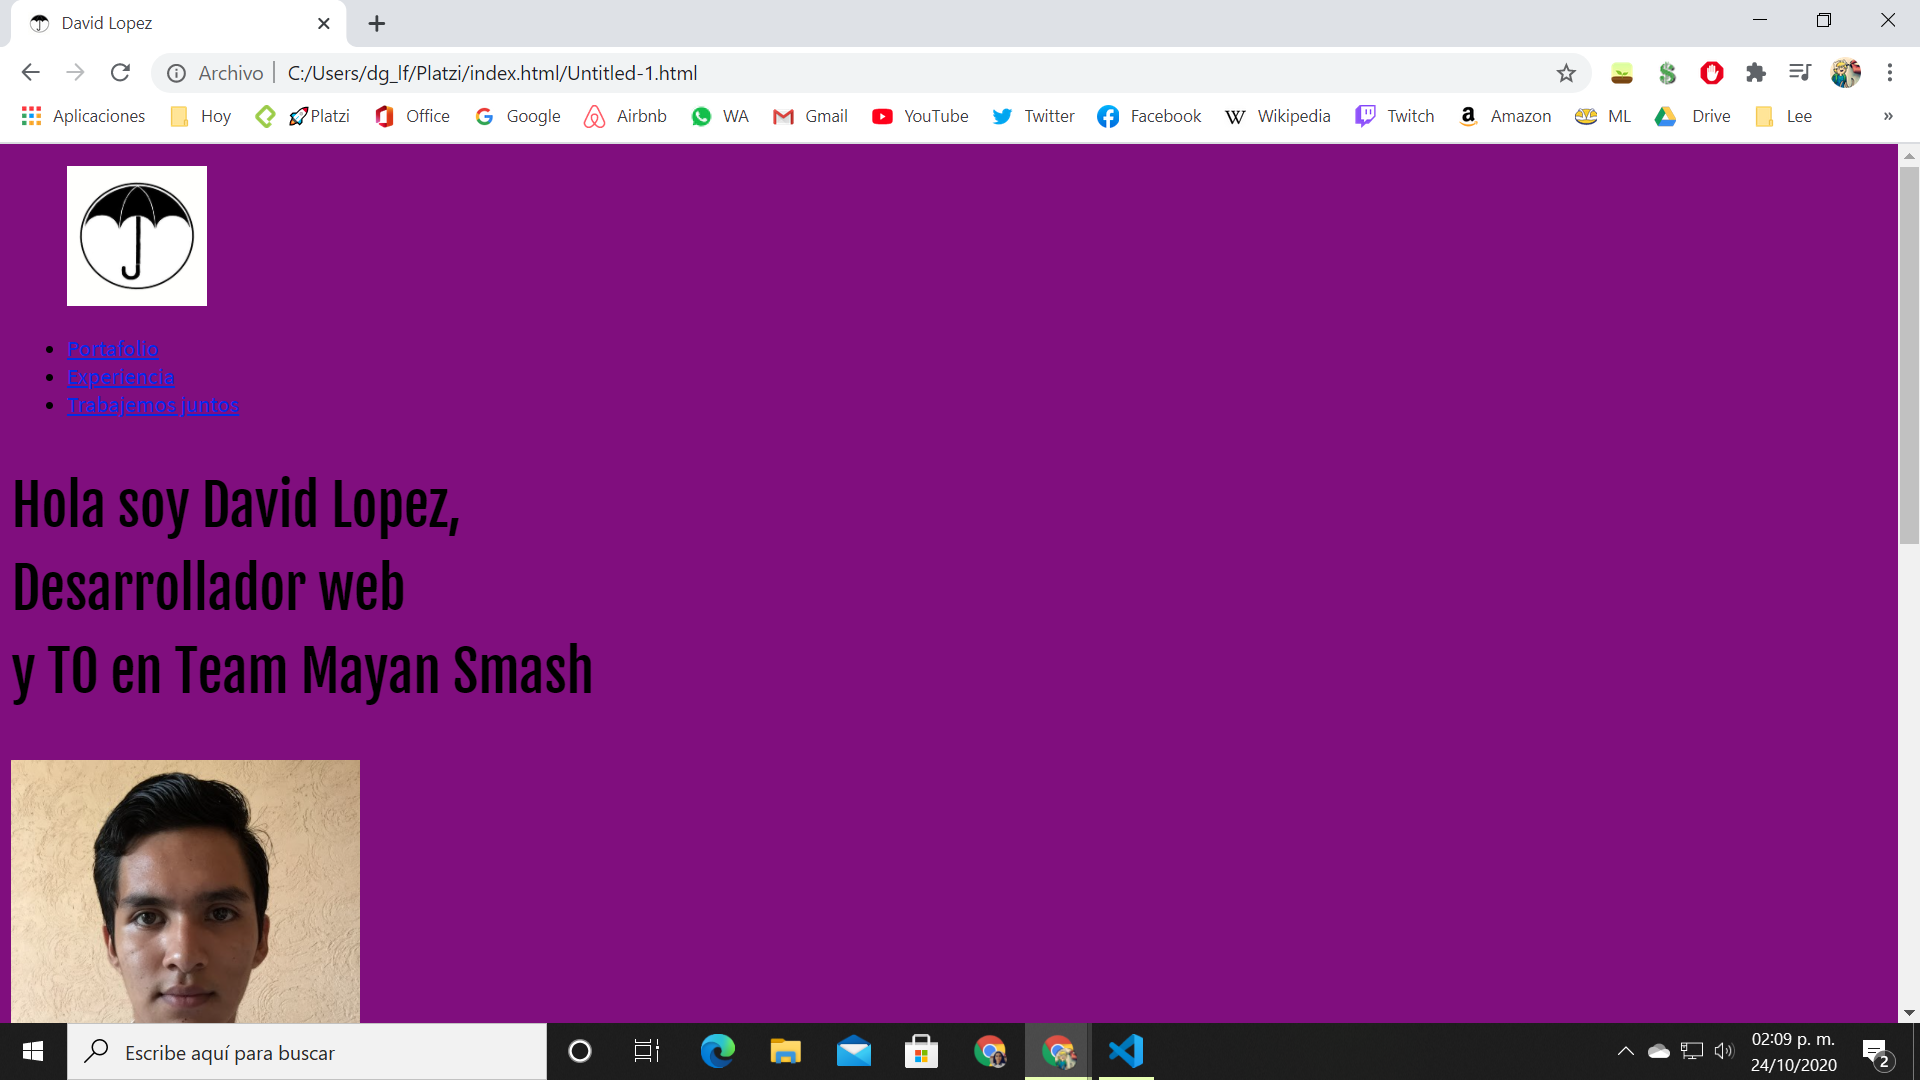 David Lopez
Archivo | C:/Users/dg_lf/Platzi/index.html/Untitled-1.html
Aplicaciones Hoy Platzi Office Google Airbnb WA Gmail YouTube Twitter Facebook Wikipedia Twitch Amazon ML Drive Lee »
Portafolio
Experiencia
Trabajemos juntos
Hola soy David Lopez,
Desarrollador web
y TO en Team Mayan Smash
Escribe aquí para buscar
02:09 p. m.
24/10/2020
2